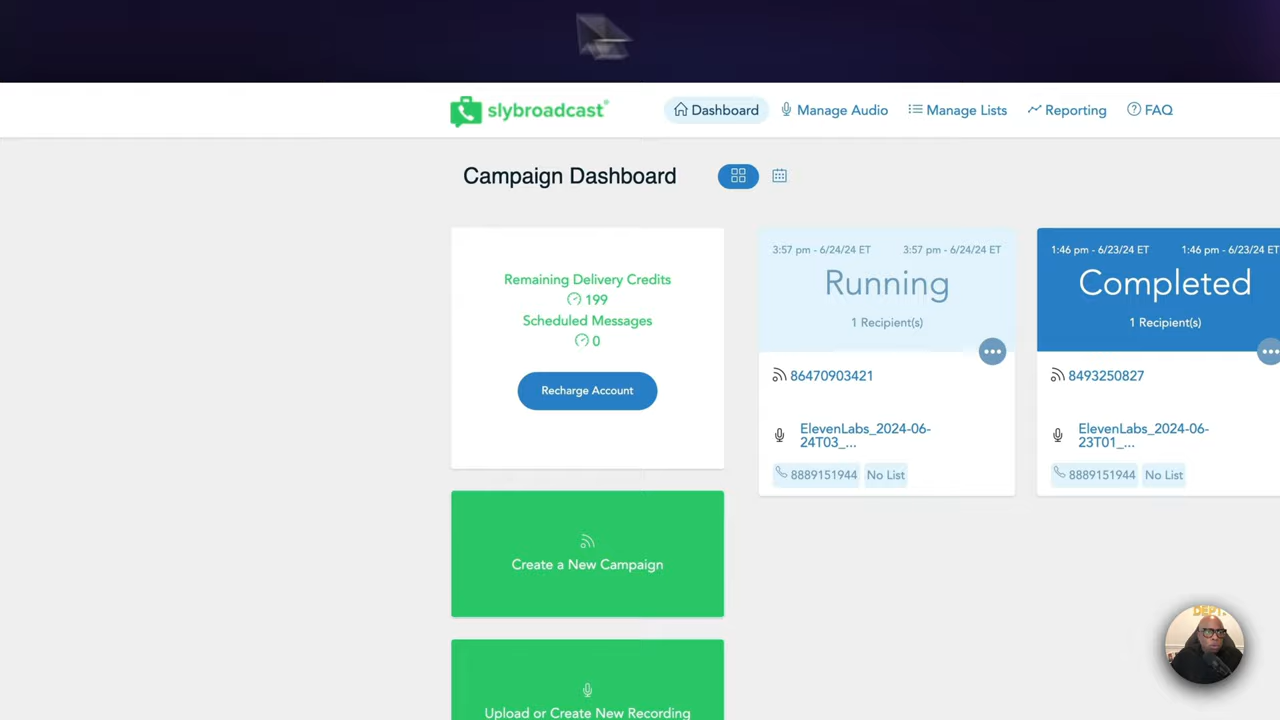 slybroadcast®
Dashboard
Manage Audio
Manage Lists
Reporting
FAQ
Campaign Dashboard
Remaining Delivery Credits
199
Scheduled Messages
0
Recharge Account
3:57 pm - 6/24/24 ET
3:57 pm - 6/24/24 ET
Running
1 Recipient(s)
86470903421
ElevenLabs_2024-06-
24T03_...
8889151944
No List
1:46 pm - 6/23/24 ET
1:46 pm - 6/23/24 ET
Completed
1 Recipient(s)
8493250827
ElevenLabs_2024-06-
23T01_...
8889151944
No List
Create a New Campaign
Upload or Create New Recording
DEPT.